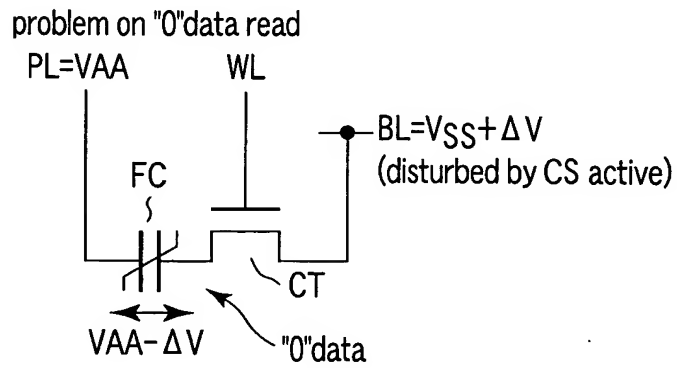 problem on "0"data read
PL=VAA
WL
BL=VSS+ΔV
(disturbed by CS active)
FC
CT
VAA-ΔV
"0"data